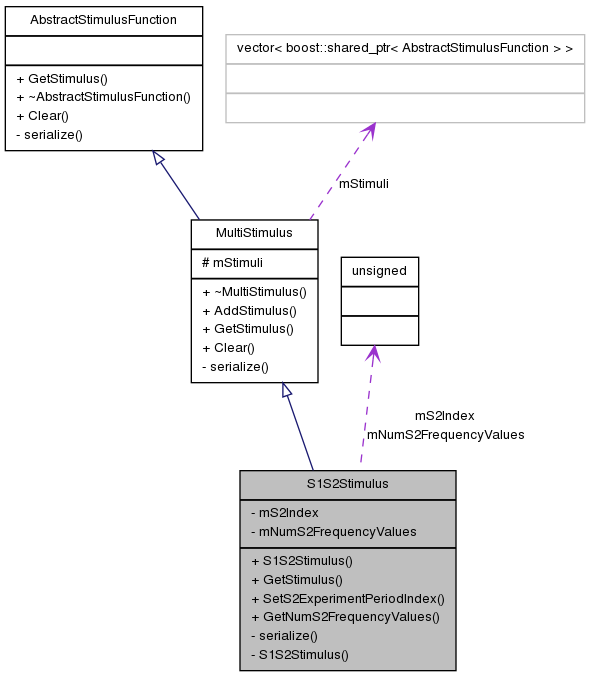 AbstractStimulusFunction
+ GetStimulus()
+ ~AbstractStimulusFunction()
+ Clear()
- serialize()
vector< boost::shared_ptr< AbstractStimulusFunction > >
mStimuli
MultiStimulus
# mStimuli
+ ~MultiStimulus()
+ AddStimulus()
+ GetStimulus()
+ Clear()
- serialize()
unsigned
mS2Index
mNumS2FrequencyValues
S1S2Stimulus
- mS2Index
- mNumS2FrequencyValues
+ S1S2Stimulus()
+ GetStimulus()
+ SetS2ExperimentPeriodIndex()
+ GetNumS2FrequencyValues()
- serialize()
- S1S2Stimulus()